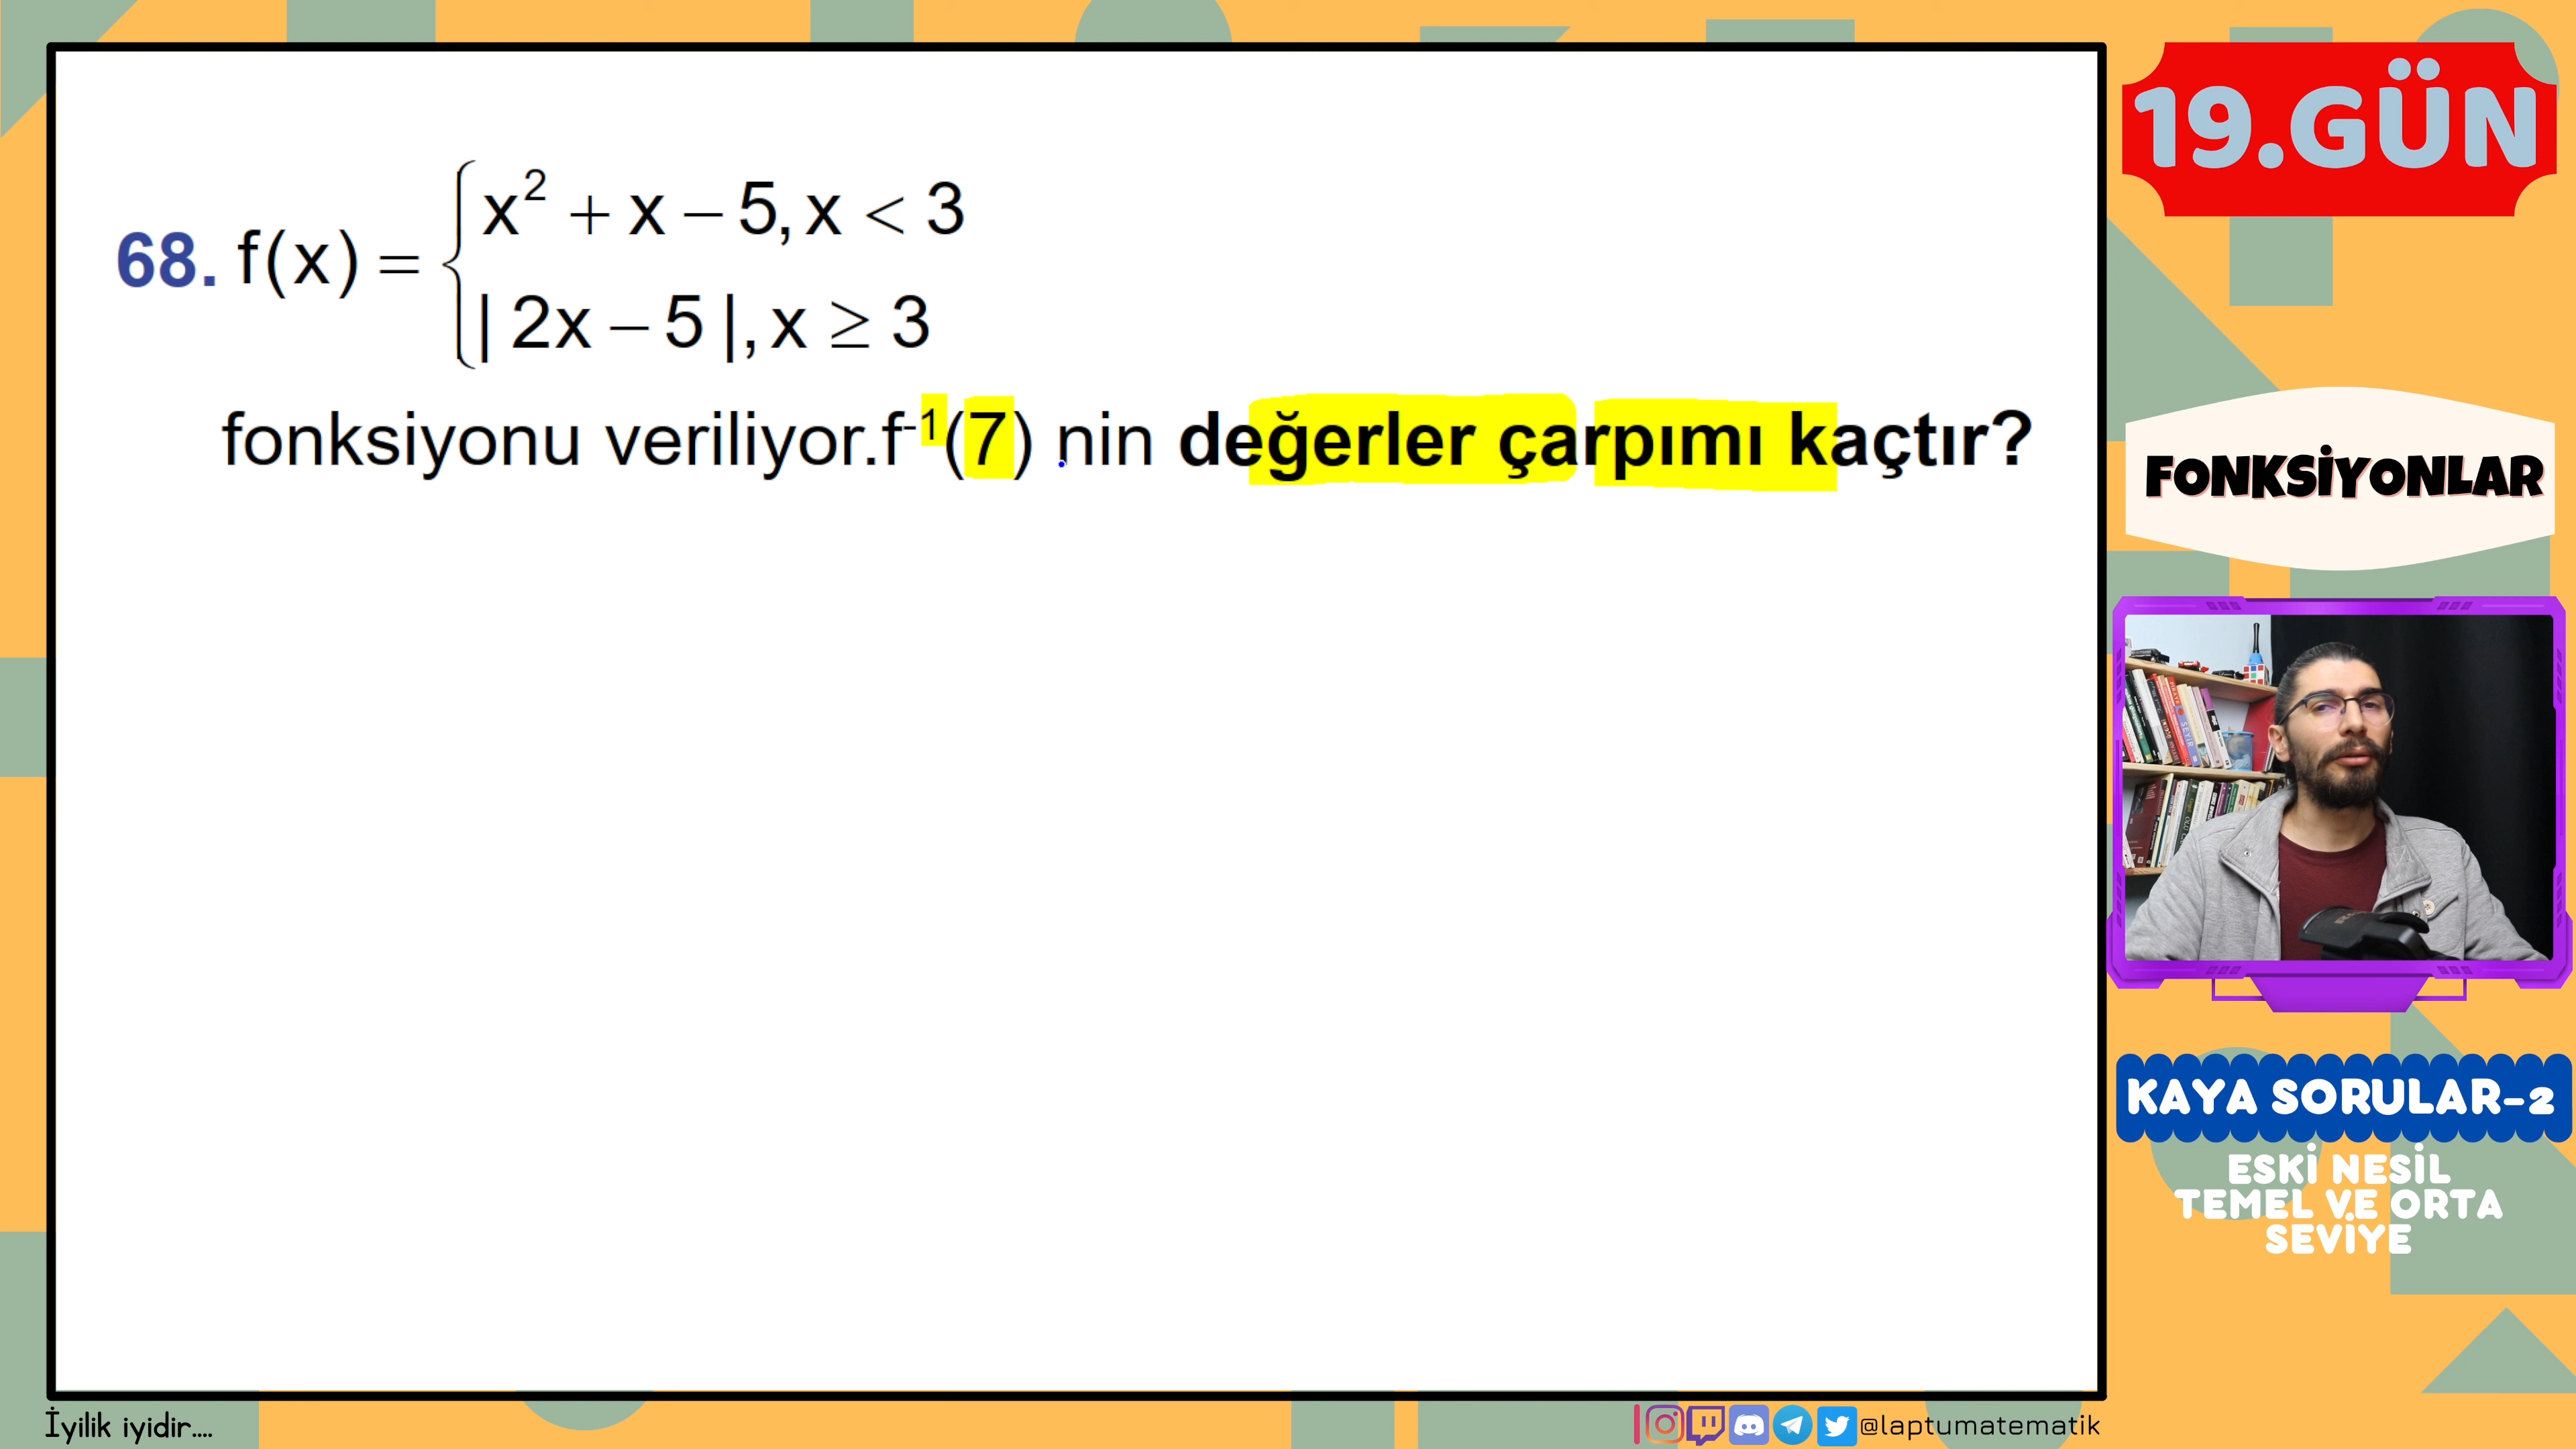 19.GÜN
68. f(x) = { x² + x – 5, x < 3
| 2x – 5 |, x ≥ 3
fonksiyonu veriliyor.f⁻¹(7) nin değerler çarpımı kaçtır?
FONKSİYONLAR
KAYA SORULAR-2
ESKİ NESİL
TEMEL VE ORTA
SEVİYE
İyilik iyidir....
@laptumatematik